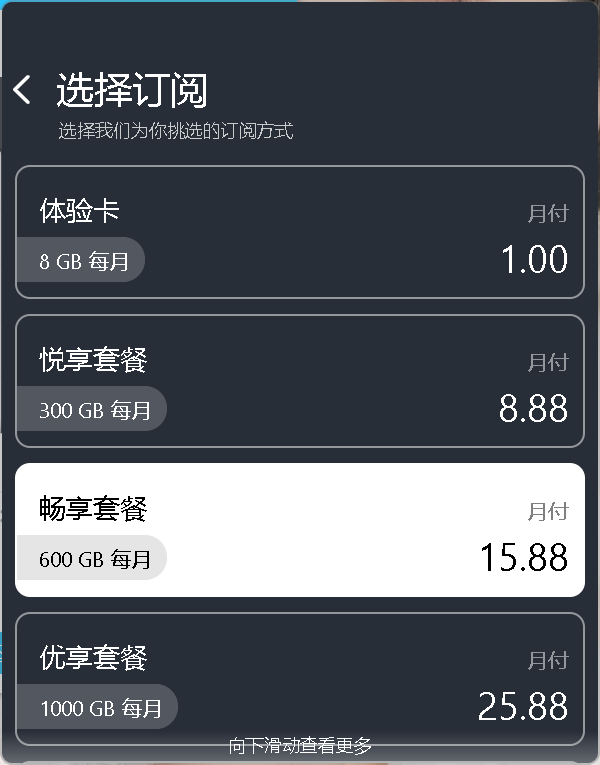 选择订阅
选择我们为你挑选的订阅方式
体验卡
月付
8 GB 每月
1.00
悦享套餐
月付
300 GB 每月
8.88
畅享套餐
月付
600 GB 每月
15.88
优享套餐
月付
1000 GB 每月
25.88
向下滑动查看更多